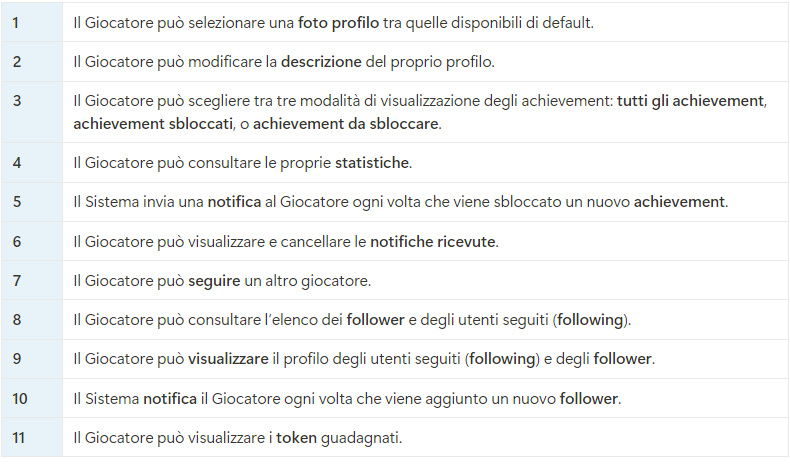 1 Il Giocatore può selezionare una foto profilo tra quelle disponibili di default.
2 Il Giocatore può modificare la descrizione del proprio profilo.
3 Il Giocatore può scegliere tra tre modalità di visualizzazione degli achievement: tutti gli achievement,
achievement sbloccati, o achievement da sbloccare.
4 Il Giocatore può consultare le proprie statistiche.
5 Il Sistema invia una notifica al Giocatore ogni volta che viene sbloccato un nuovo achievement.
6 Il Giocatore può visualizzare e cancellare le notifiche ricevute.
7 Il Giocatore può seguire un altro giocatore.
8 Il Giocatore può consultare l’elenco dei follower e degli utenti seguiti (following).
9 Il Giocatore può visualizzare il profilo degli utenti seguiti (following) e degli follower.
10 Il Sistema notifica il Giocatore ogni volta che viene aggiunto un nuovo follower.
11 Il Giocatore può visualizzare i token guadagnati.